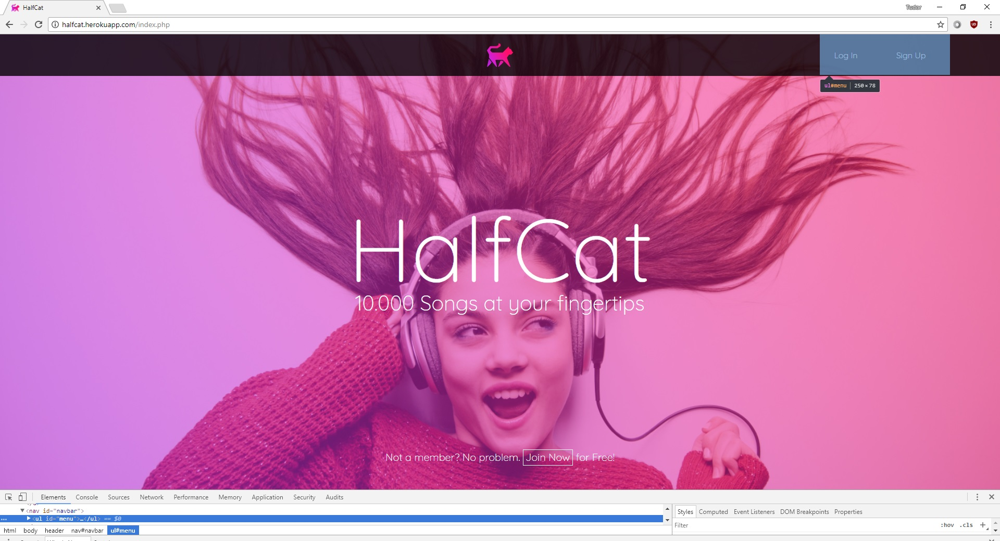 HalfCat
Tudor
halfcat.herokuapp.com/index.php
Log In Sign Up
ul#menu 250 × 78
HalfCat
10.000 Songs at your fingertips
Not a member? No problem. Join Now for Free!
Elements Console Sources Network Performance Memory Application Security Audits
<nav id="navbar">
<ul id="menu">…</ul> == $0
html body header nav#navbar ul#menu
Styles Computed Event Listeners DOM Breakpoints Properties
Filter :hov .cls +